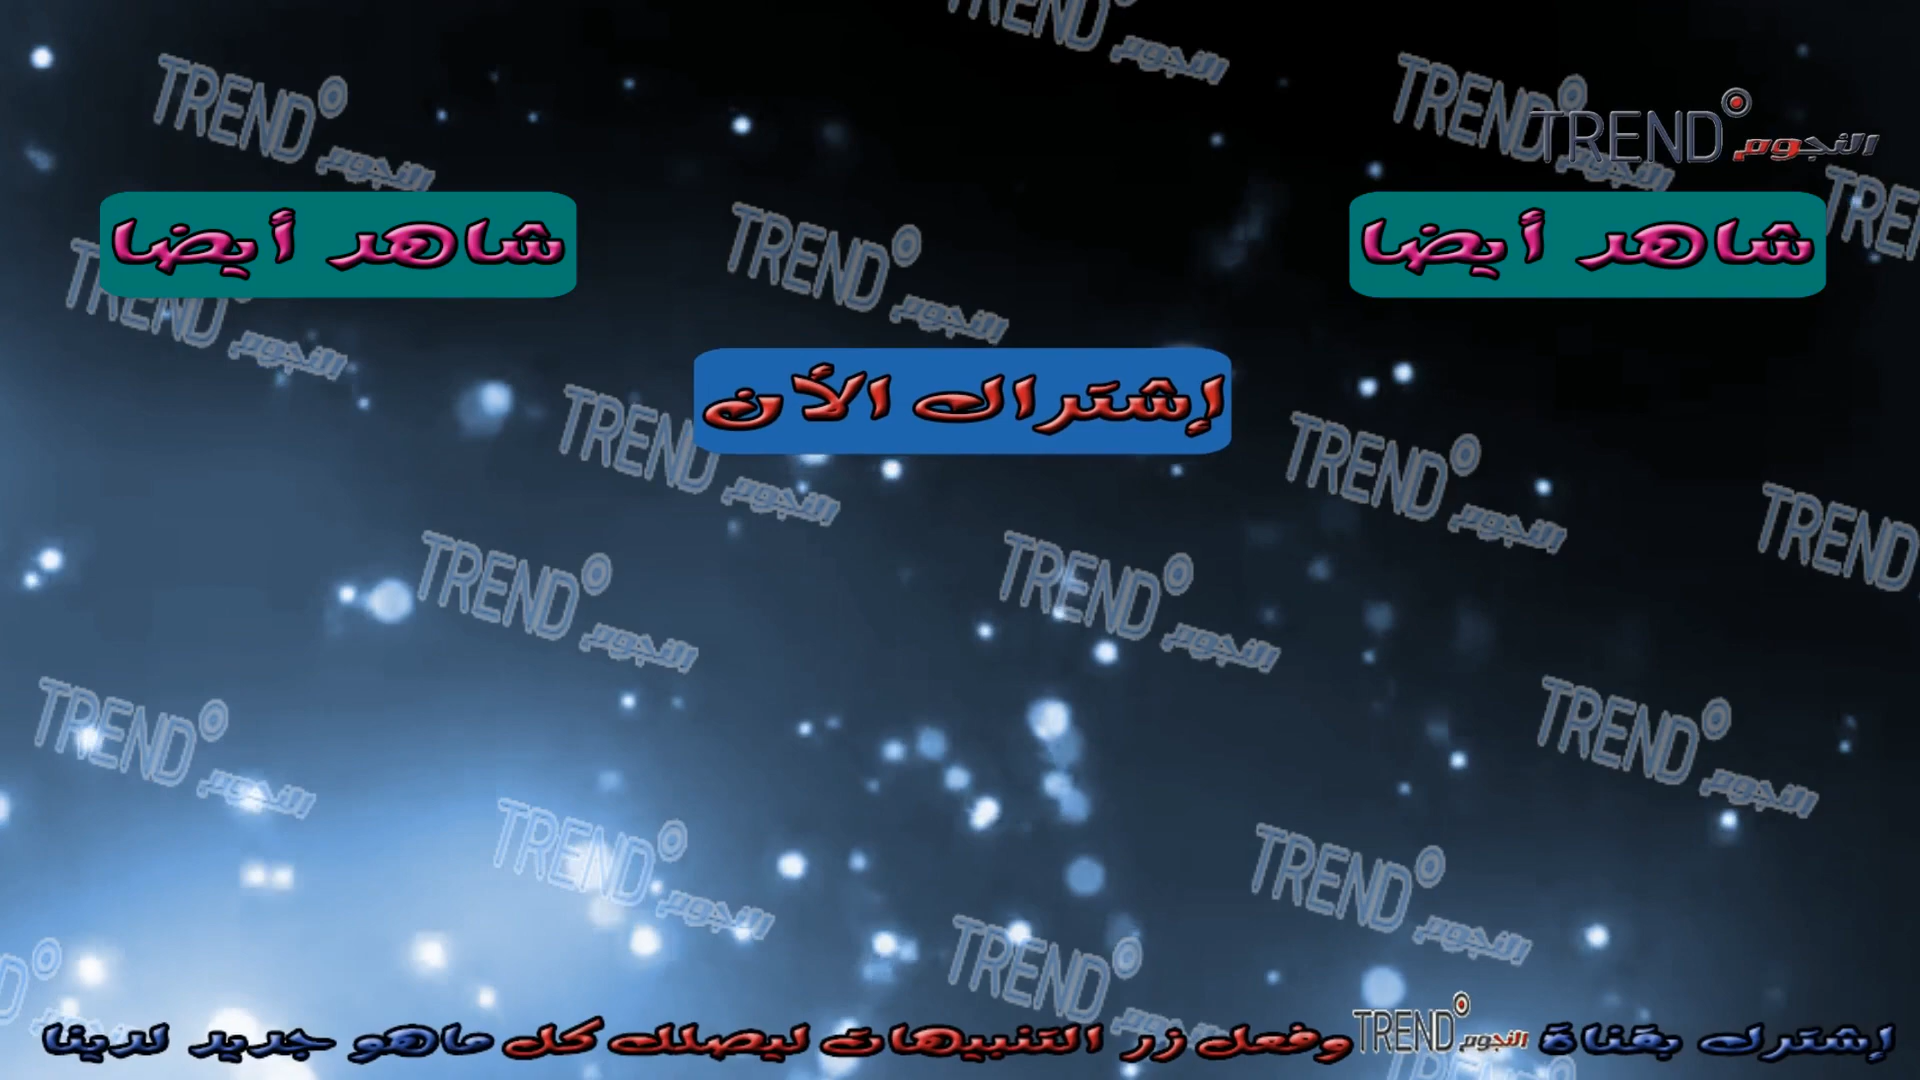 TREND النجوم
شاهد أيضا
شاهد أيضا
إشتراك الأن
إشترك بقناة TREND النجوم وفعل زر التنبيهات ليصلك كل ماهو جديد لدينا